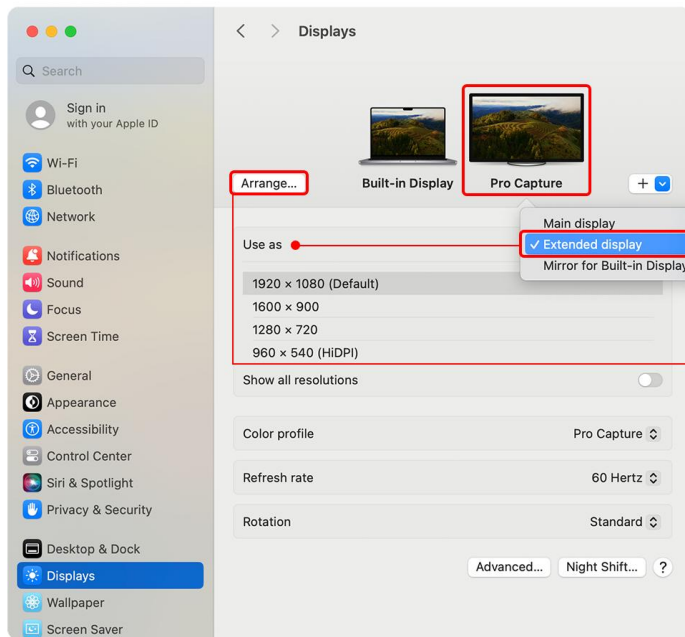 Displays
Search
Sign in
with your Apple ID
Wi-Fi
Bluetooth
Network
Notifications
Sound
Focus
Screen Time
General
Appearance
Accessibility
Control Center
Siri & Spotlight
Privacy & Security
Desktop & Dock
Displays
Wallpaper
Screen Saver
Arrange...
Built-in Display
Pro Capture
Use as
Main display
Extended display
Mirror for Built-in Display
1920 × 1080 (Default)
1600 × 900
1280 × 720
960 × 540 (HiDPI)
Show all resolutions
Color profile Pro Capture
Refresh rate 60 Hertz
Rotation Standard
Advanced... Night Shift... ?